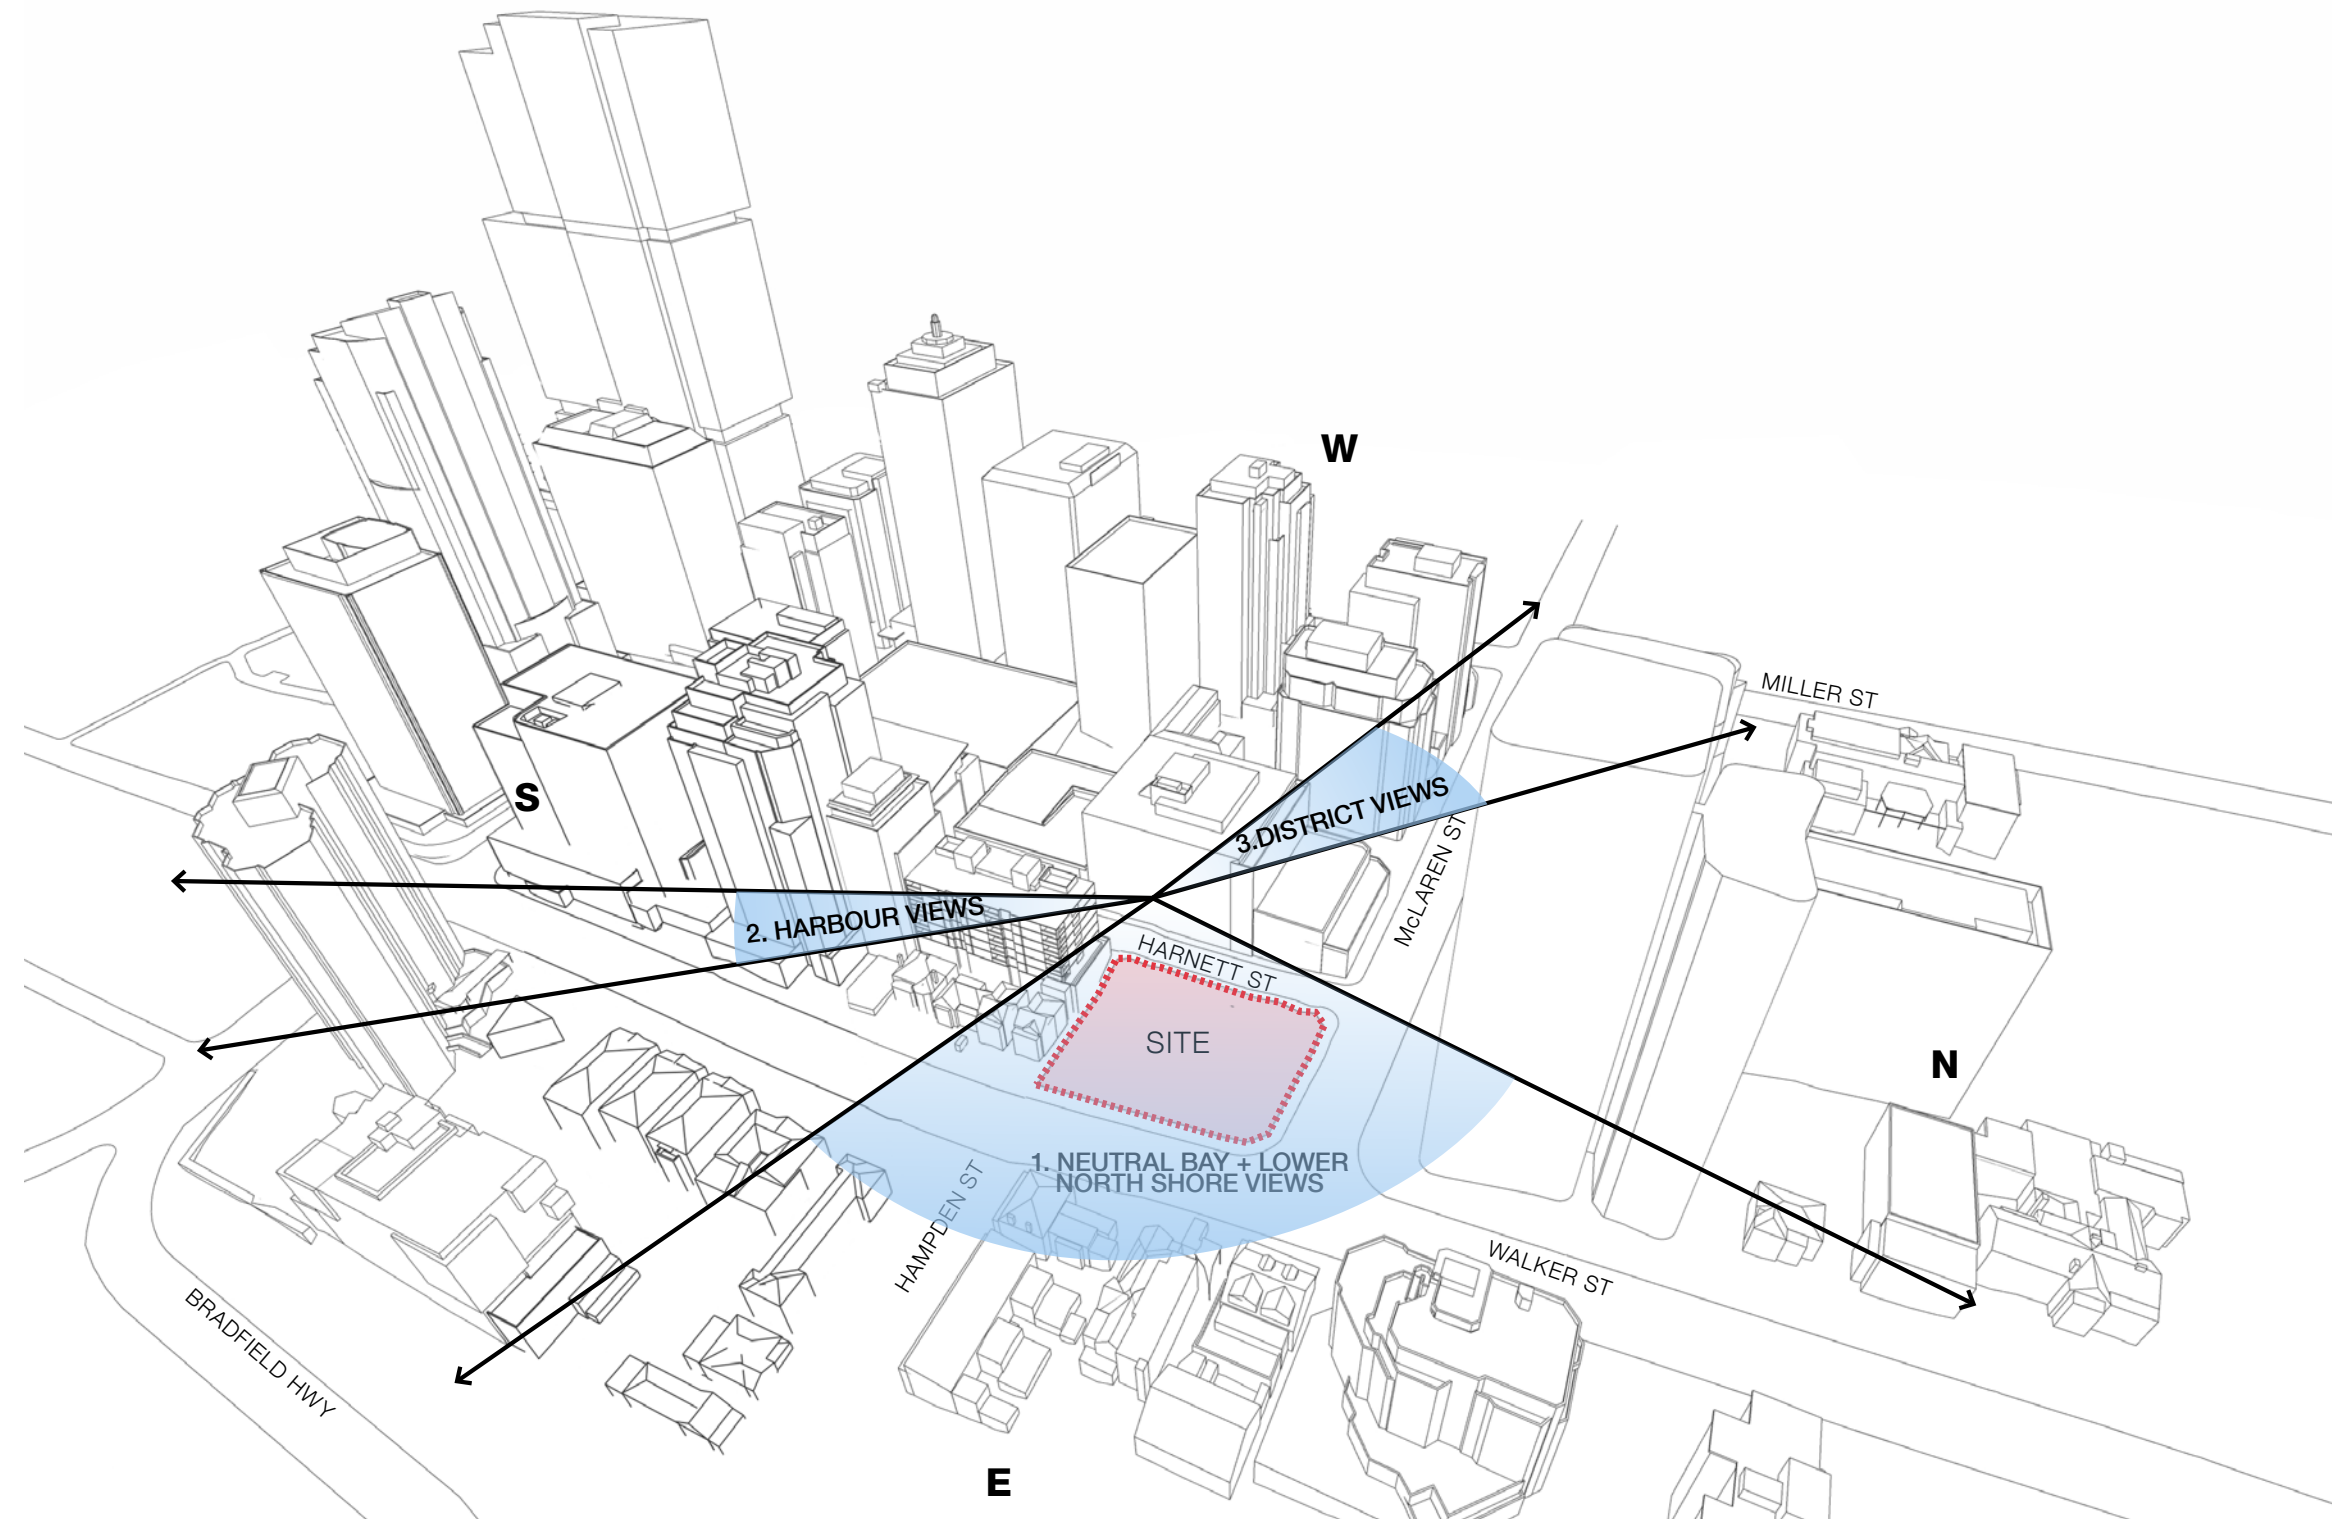 W
MILLER ST
S
3.DISTRICT VIEWS
McLAREN ST
2. HARBOUR VIEWS
HARNETT ST
SITE
N
1. NEUTRAL BAY + LOWER
NORTH SHORE VIEWS
HAMPDEN ST
WALKER ST
BRADFIELD HWY
E